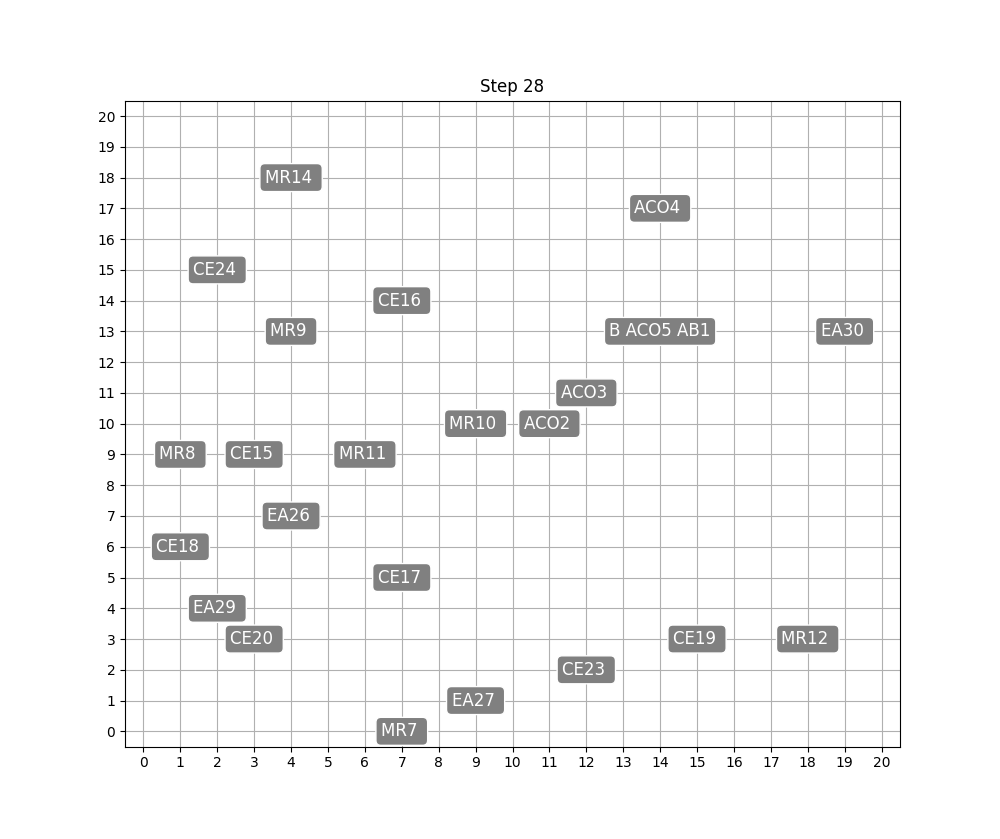 Step 28
20
19
18 MR14
17 ACO4
16
15 CE24
14 CE16
13 MR9 B ACO5 AB1 EA30
12
11 ACO3
10 MR10 ACO2
9 MR8 CE15 MR11
8
7 EA26
6 CE18
5 CE17
4 EA29
3 CE20 CE19 MR12
2 CE23
1 EA27
0 MR7
0 1 2 3 4 5 6 7 8 9 10 11 12 13 14 15 16 17 18 19 20